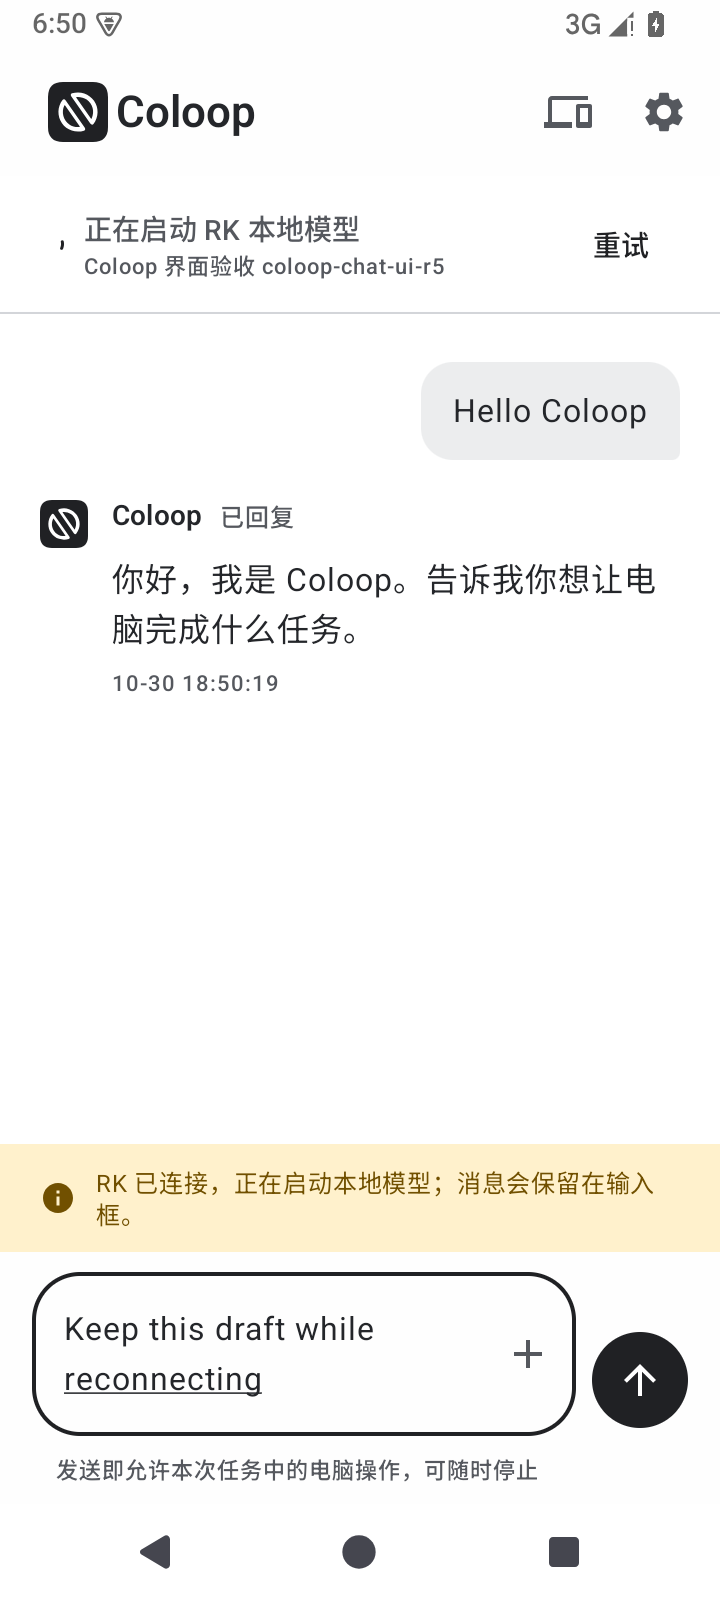 6:50
3G
Coloop
正在启动 RK 本地模型
Coloop 界面验收 coloop-chat-ui-r5
重试
Hello Coloop
Coloop 已回复
你好，我是 Coloop。告诉我你想让电
脑完成什么任务。
10-30 18:50:19
RK 已连接，正在启动本地模型；消息会保留在输入
框。
Keep this draft while
reconnecting
发送即允许本次任务中的电脑操作，可随时停止